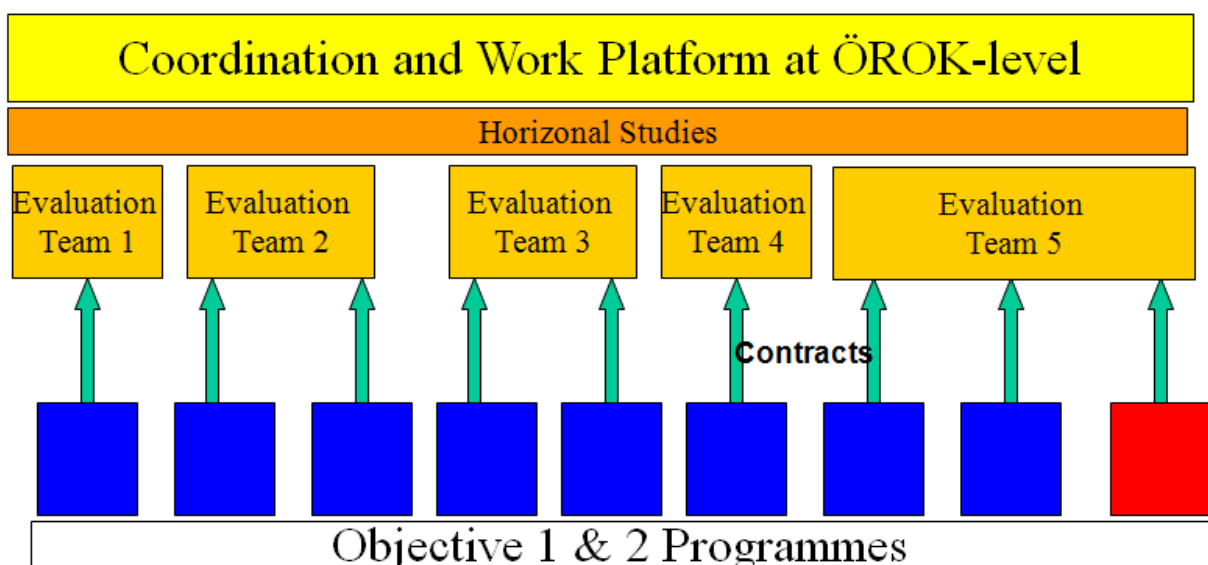 Coordination and Work Platform at ÖROK-level
Horizonal Studies
Evaluation
Team 1
Evaluation
Team 2
Evaluation
Team 3
Evaluation
Team 4
Evaluation
Team 5
Contracts
Objective 1 & 2 Programmes